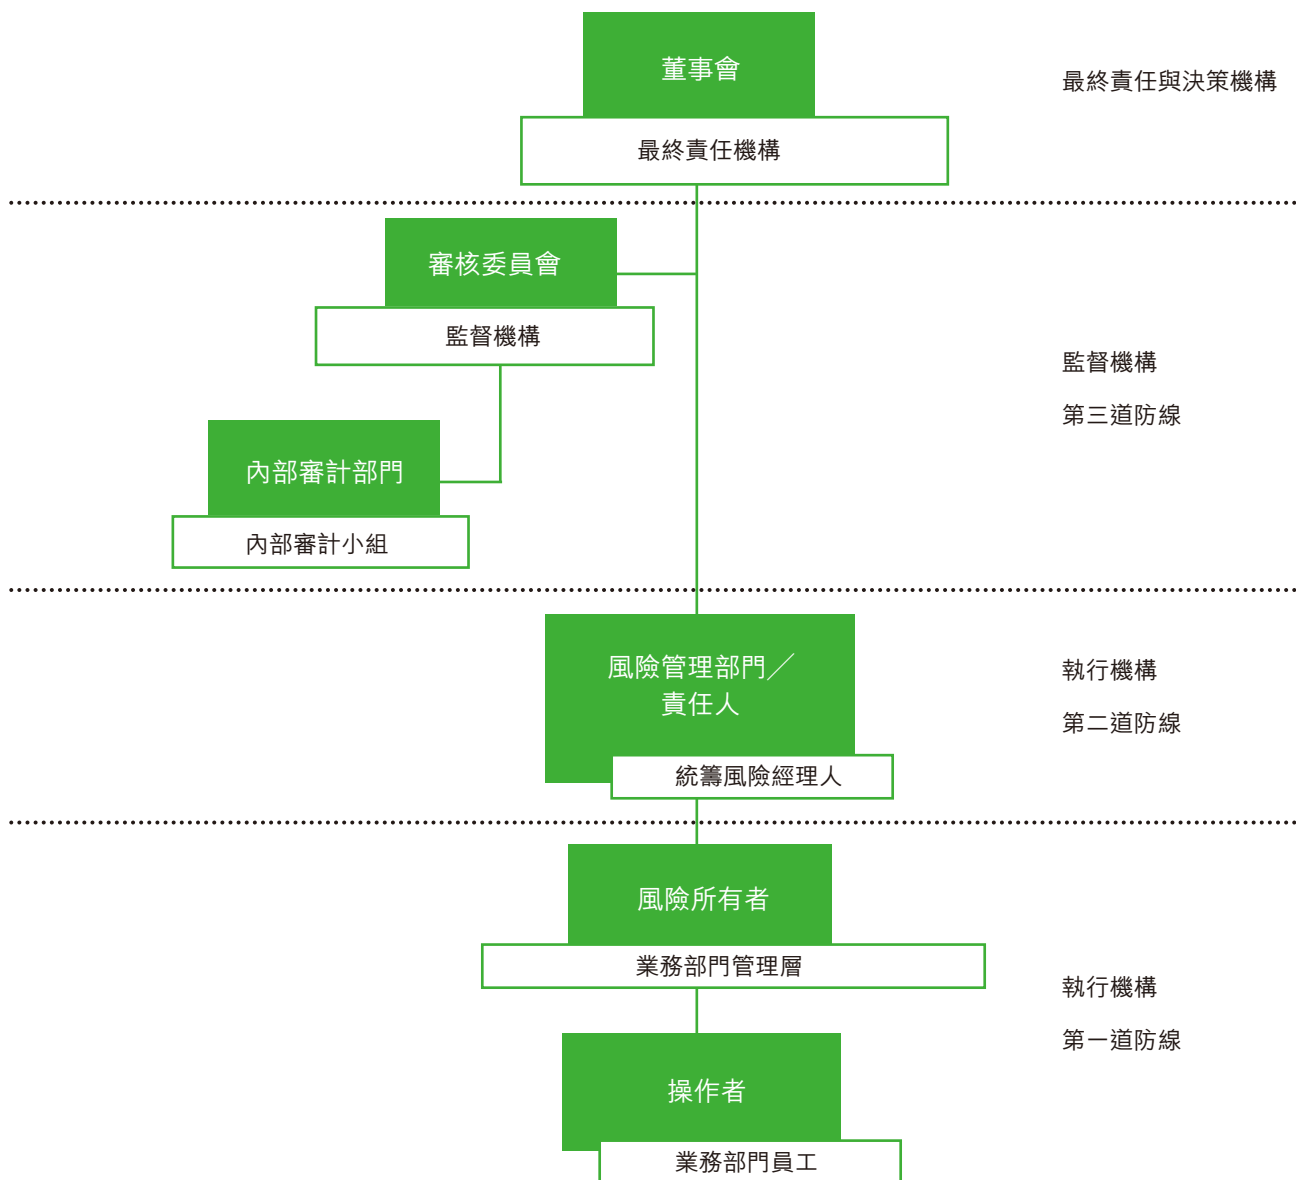 董事會
最終責任與決策機構
最終責任機構
審核委員會
監督機構
監督機構
第三道防線
內部審計部門
內部審計小組
風險管理部門／
責任人
統籌風險經理人
執行機構
第二道防線
風險所有者
業務部門管理層
執行機構
第一道防線
操作者
業務部門員工